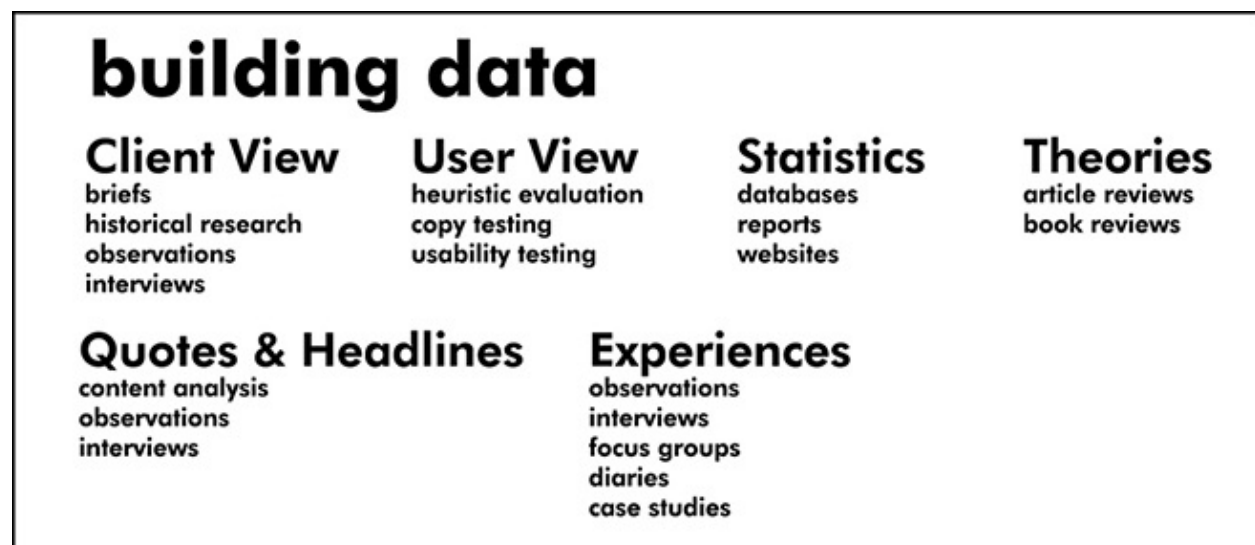 building data
Client View
briefs
historical research
observations
interviews
User View
heuristic evaluation
copy testing
usability testing
Statistics
databases
reports
websites
Theories
article reviews
book reviews
Quotes & Headlines
content analysis
observations
interviews
Experiences
observations
interviews
focus groups
diaries
case studies